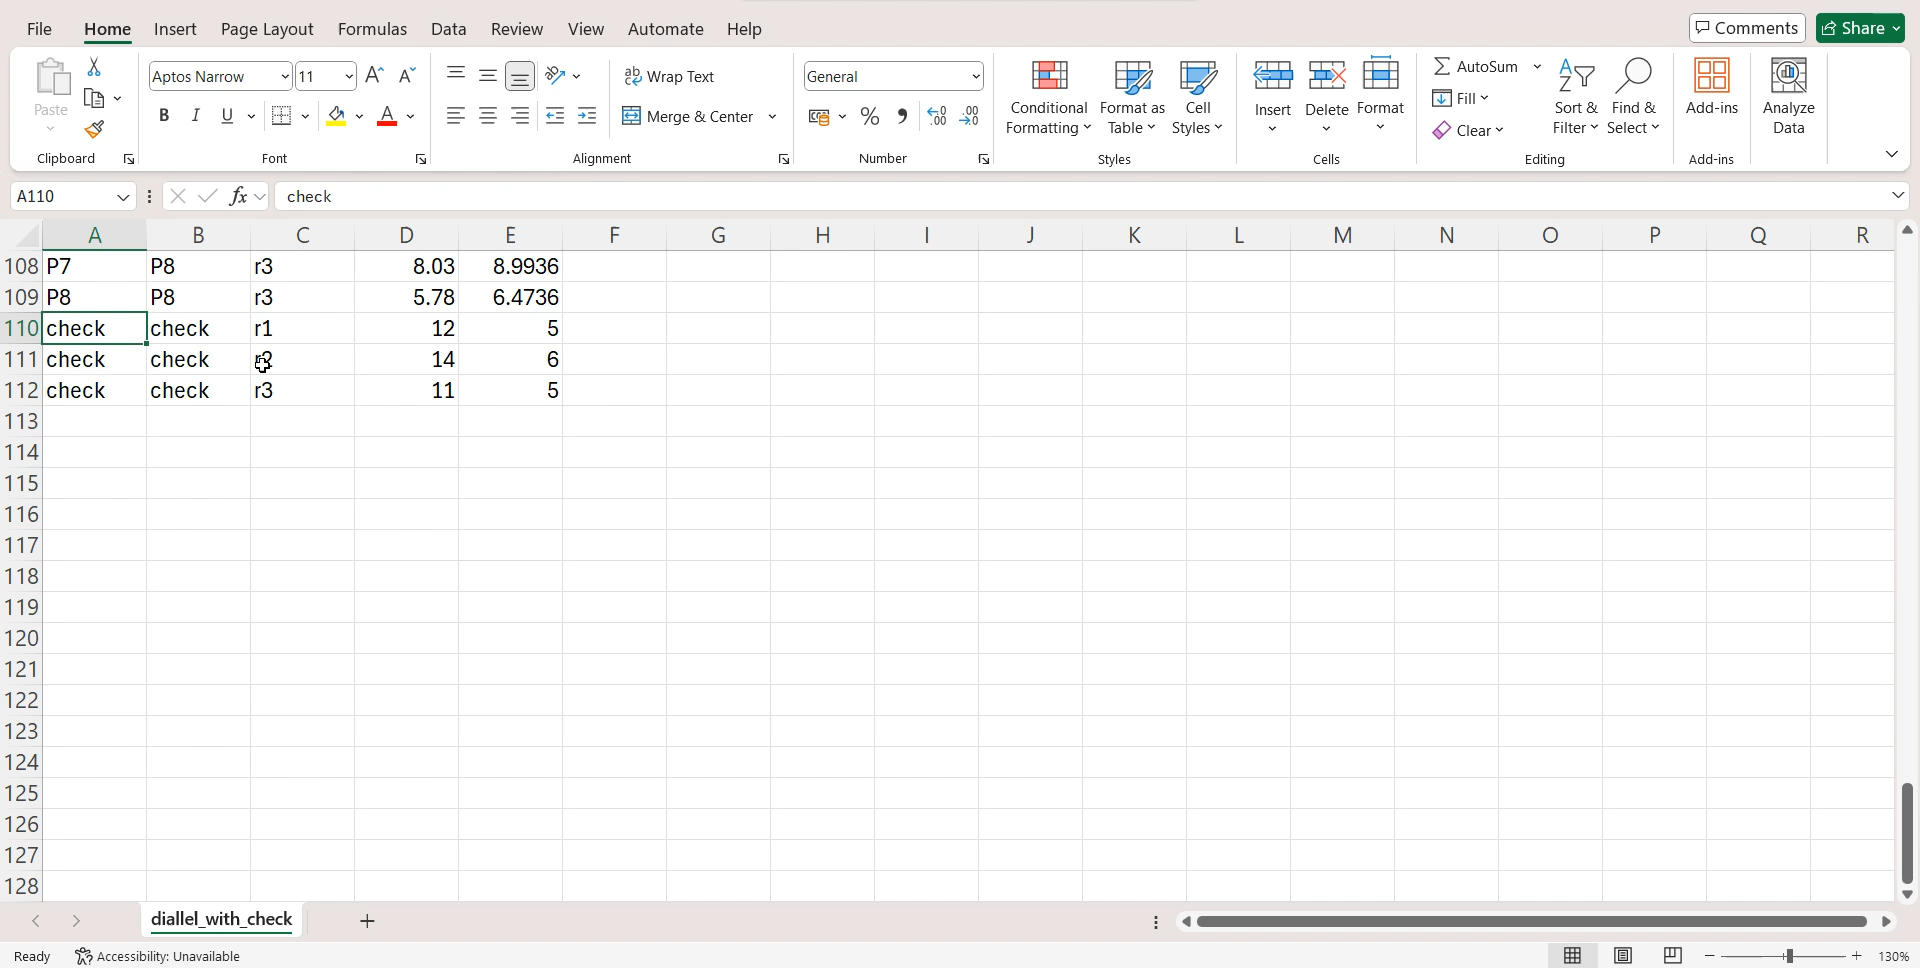 File Home Insert Page Layout Formulas Data Review View Automate Help Comments Share
Paste Aptos Narrow 11 Wrap Text General Conditional Formatting Format as Table Cell Styles Insert Delete Format AutoSum Fill Clear Sort & Filter Find & Select Add-ins Analyze Data
B I U Merge & Center % ,
Clipboard Font Alignment Number Styles Cells Editing Add-ins
A110 fx check
A B C D E F G H I J K L M N O P Q R
108 P7 P8 r3 8.03 8.9936
109 P8 P8 r3 5.78 6.4736
110 check check r1 12 5
111 check check 14 6
112 check check r3 11 5
113
114
115
116
117
118
119
120
121
122
123
124
125
126
127
128
diallel_with_check
Ready Accessibility: Unavailable 130%